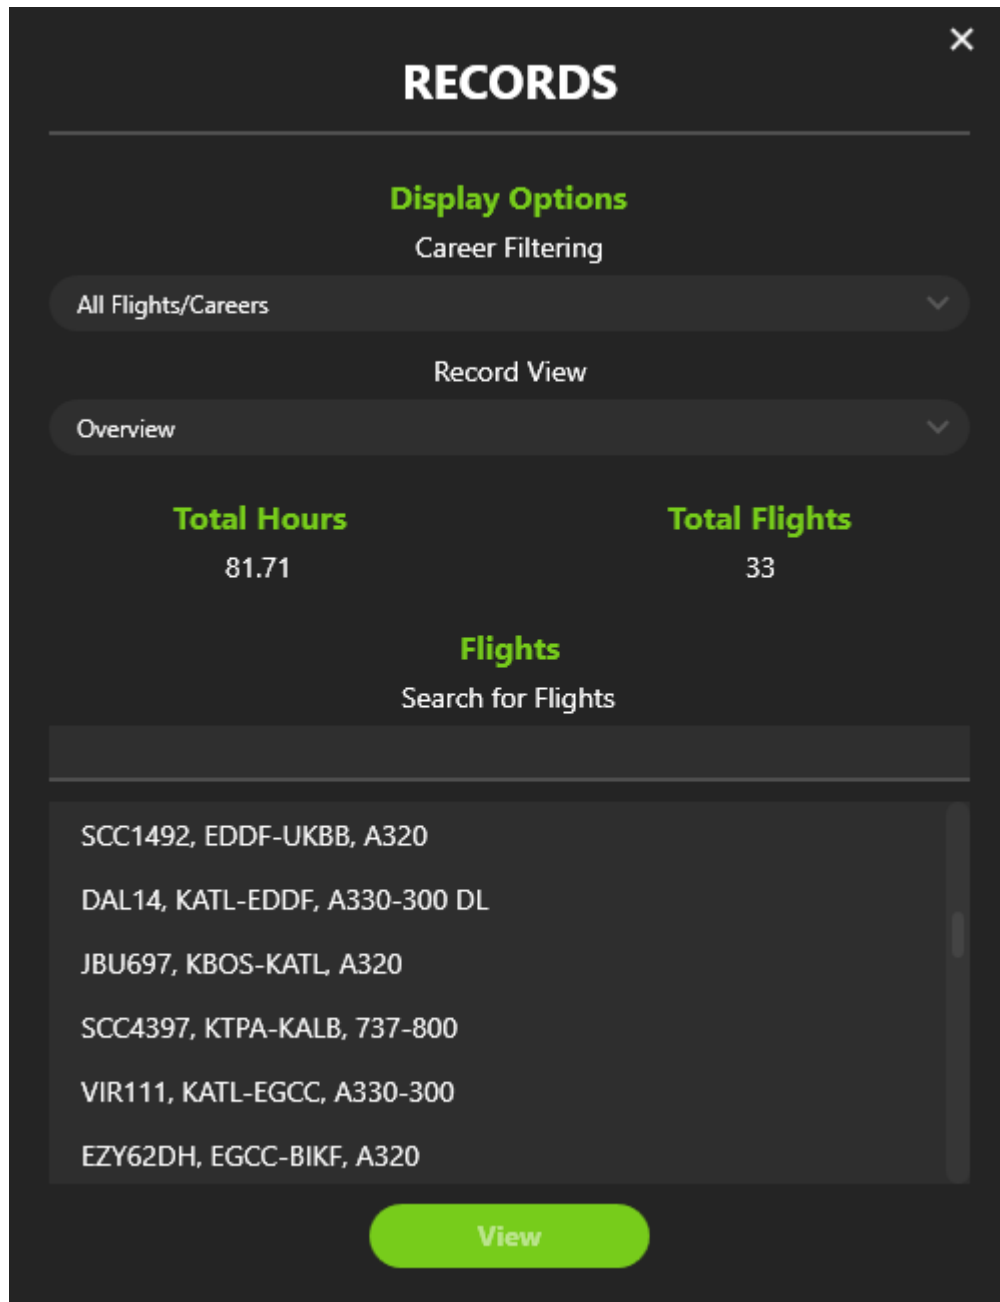 RECORDS
Display Options
Career Filtering
All Flights/Careers
Record View
Overview
Total Hours
Total Flights
81.71
33
Flights
Search for Flights
SCC1492, EDDF-UKBB, A320
DAL14, KATL-EDDF, A330-300 DL
JBU697, KBOS-KATL, A320
SCC4397, KTPA-KALB, 737-800
VIR111, KATL-EGCC, A330-300
EZY62DH, EGCC-BIKF, A320
View